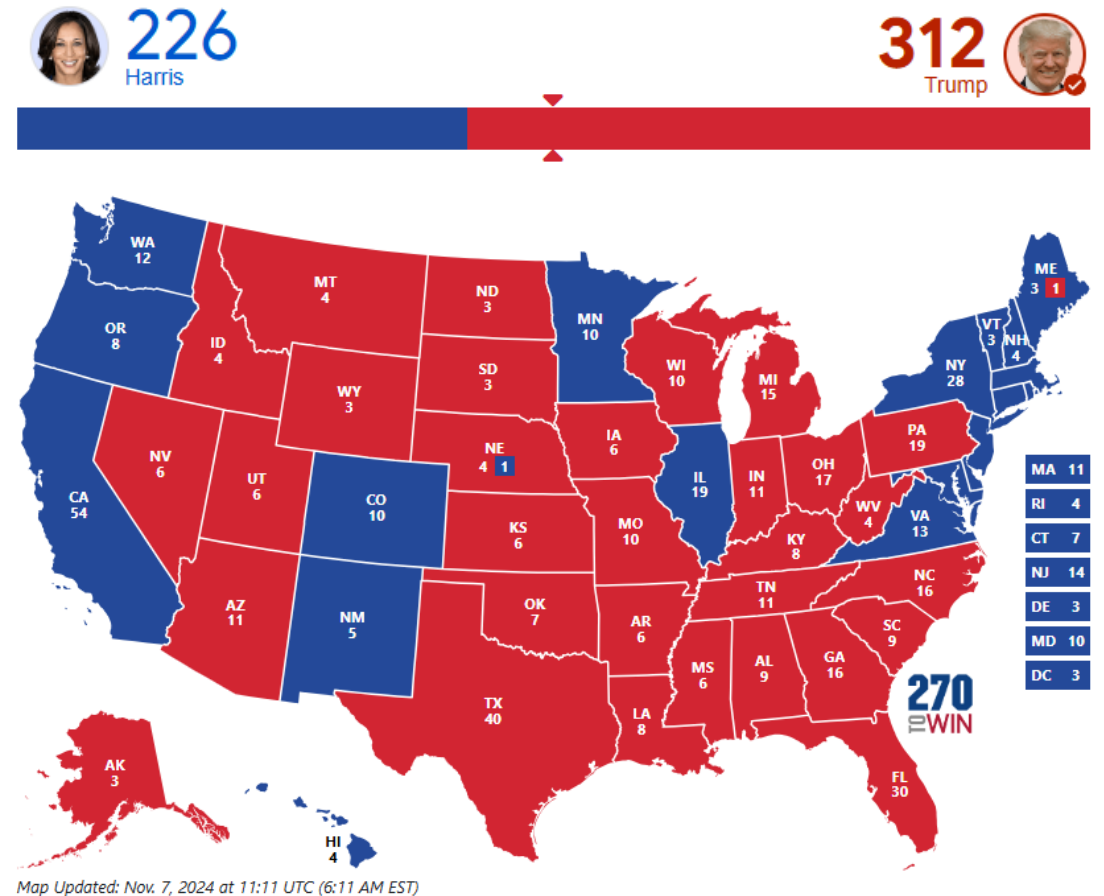 226
Harris
312
Trump
WA
12
OR
8
CA
54
NV
6
ID
4
MT
4
WY
3
UT
6
AZ
11
CO
10
NM
5
ND
3
SD
3
NE
4 1
KS
6
OK
7
TX
40
MN
10
IA
6
MO
10
AR
6
LA
8
WI
10
IL
19
MI
15
IN
11
OH
17
KY
8
TN
11
MS
6
AL
9
GA
16
FL
30
SC
9
NC
16
VA
13
WV
4
PA
19
NY
28
VT
3
NH
4
ME
3 1
MA 11
RI 4
CT 7
NJ 14
DE 3
MD 10
DC 3
AK
3
HI
4
270
TO WIN
Map Updated: Nov. 7, 2024 at 11:11 UTC (6:11 AM EST)